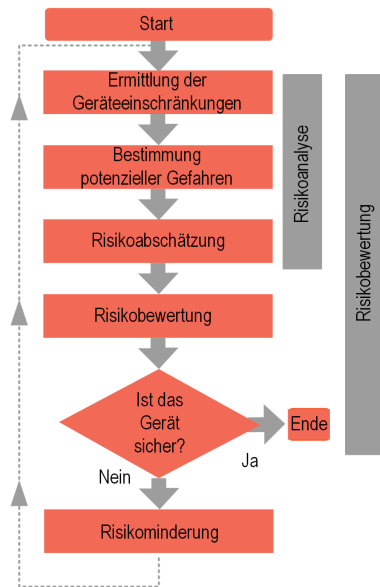 Start
Ermittlung der
Geräteeinschränkungen
Bestimmung
potenzieller Gefahren
Risikoabschätzung
Risikobewertung
Ist das
Gerät
sicher?
Ja
Ende
Nein
Risikominderung
Risikoanalyse
Risikobewertung